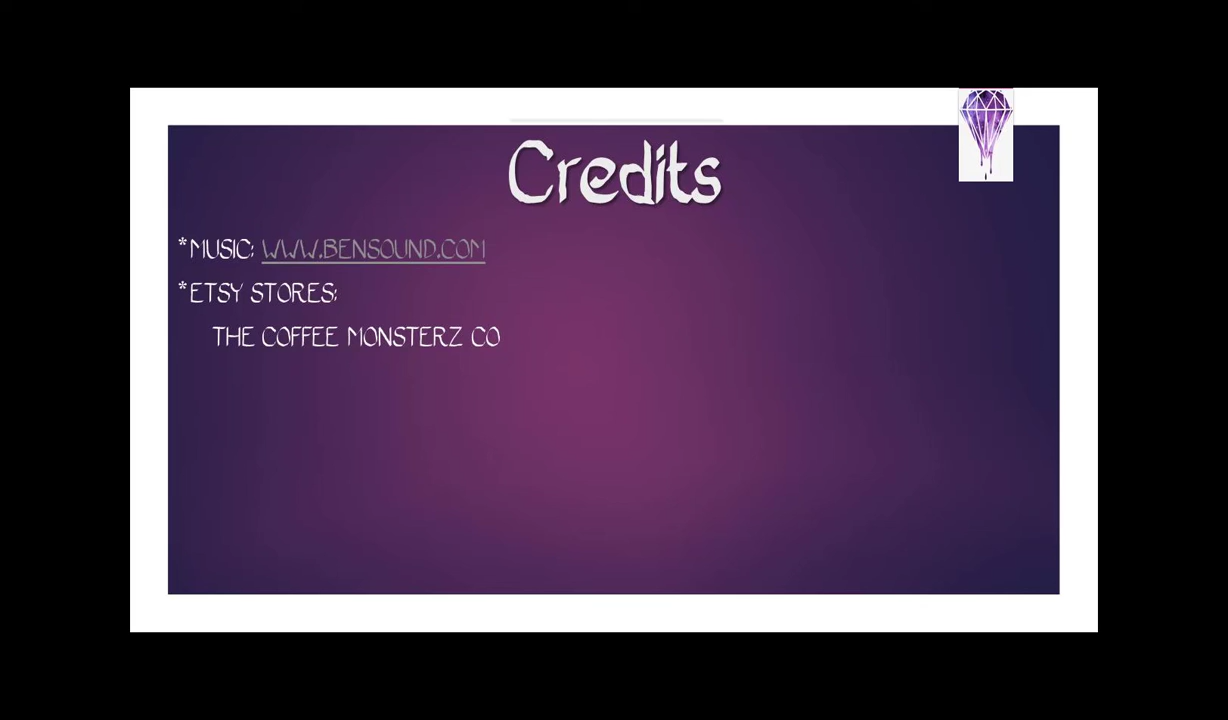 Credits
*MUSIC: WWW.BENSOUND.COM
*ETSY STORES:
THE COFFEE MONSTERZ CO